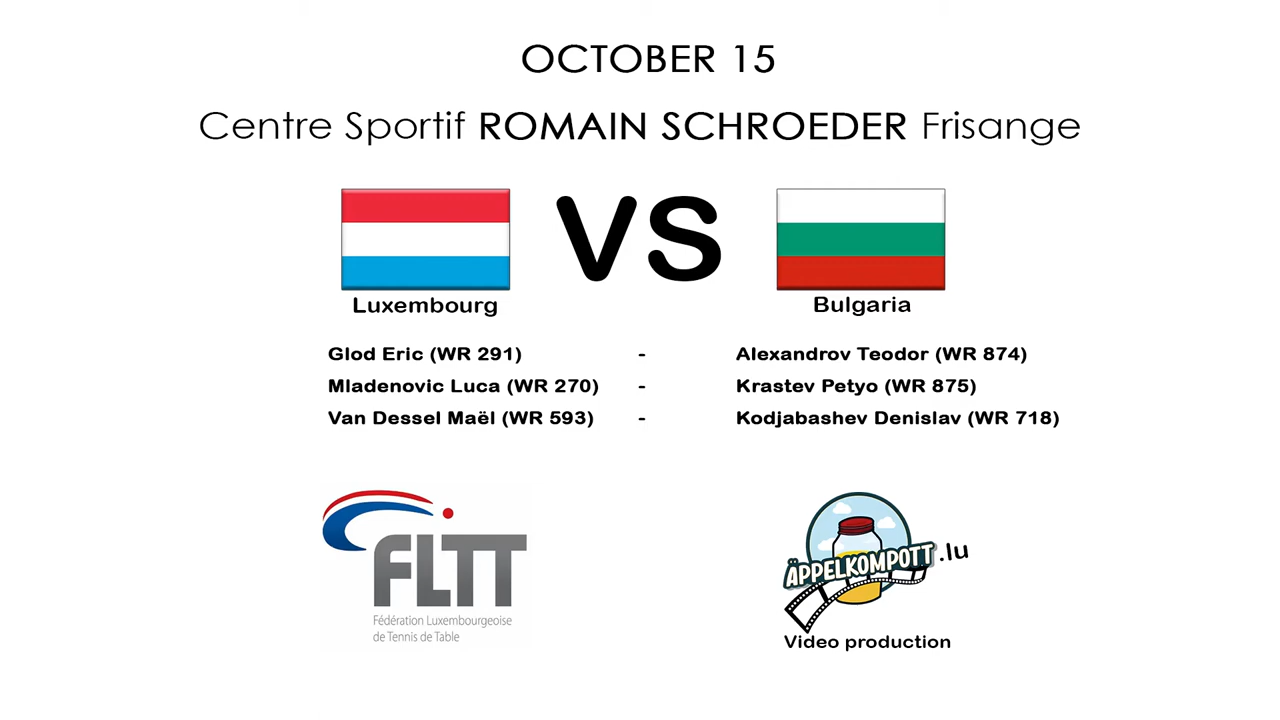 OCTOBER 15
Centre Sportif ROMAIN SCHROEDER Frisange
VS
Luxembourg
Bulgaria
Glod Eric (WR 291) - Alexandrov Teodor (WR 874)
Mladenovic Luca (WR 270) - Krastev Petyo (WR 875)
Van Dessel Maël (WR 593) - Kodjabashev Denislav (WR 718)
FLTT
Fédération Luxembourgeoise
de Tennis de Table
ÄPPELKOMPOTT.lu
Video production